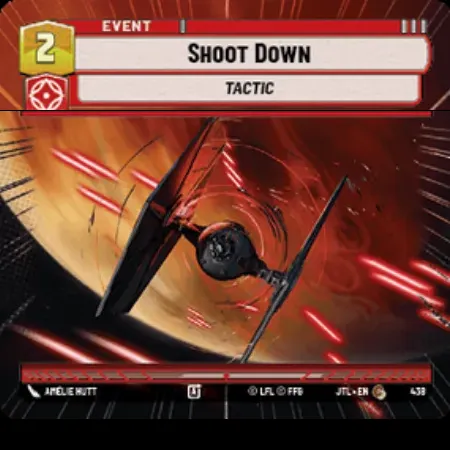 EVENT
2
SHOOT DOWN
TACTIC
AMÉLIE HUTT
LFL FFG
JTL•EN
438